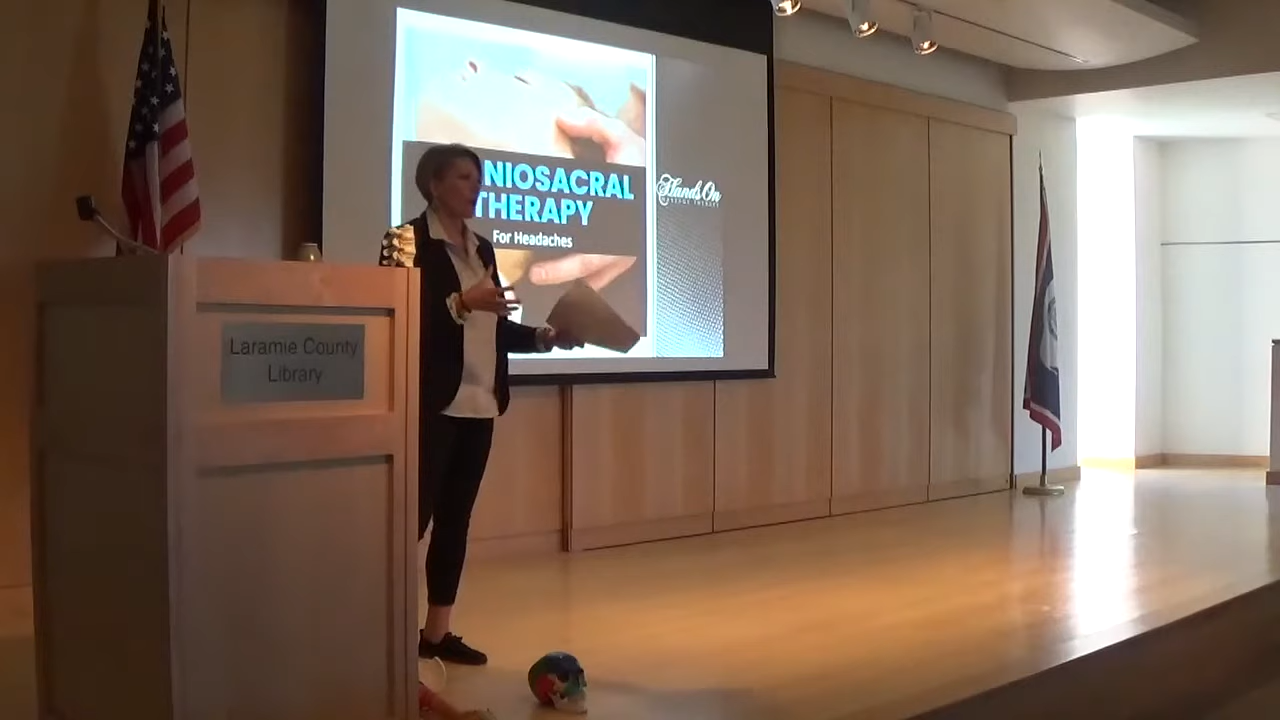 NIOSACRAL
THERAPY
For Headaches
Hands On
Laramie County
Library